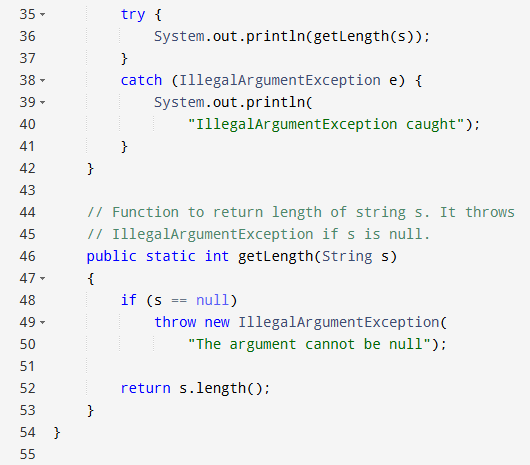 35 try {
36 System.out.println(getLength(s));
37 }
38 catch (IllegalArgumentException e) {
39 System.out.println(
40 "IllegalArgumentException caught");
41 }
42 }
43
44 // Function to return length of string s. It throws
45 // IllegalArgumentException if s is null.
46 public static int getLength(String s)
47 {
48 if (s == null)
49 throw new IllegalArgumentException(
50 "The argument cannot be null");
51
52 return s.length();
53 }
54 }
55